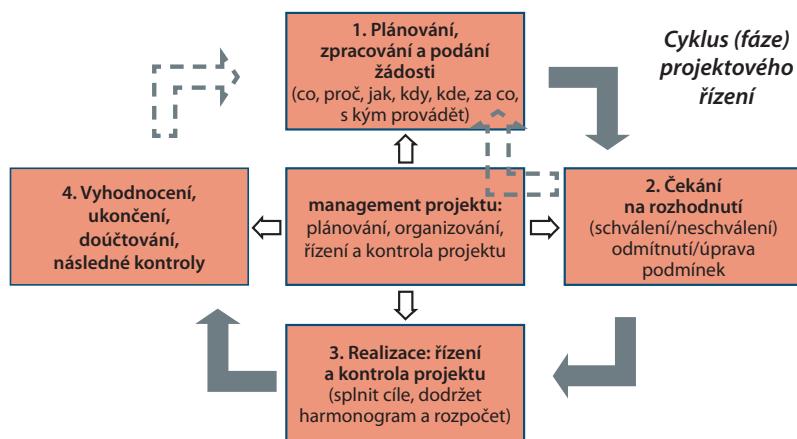 1. Plánování,
zpracování a podání
žádosti
(co, proč, jak, kdy, kde, za co,
s kým provádět)
Cyklus (fáze)
projektového
řízení
4. Vyhodnocení,
ukončení,
doúčtování,
následné kontroly
management projektu:
plánování, organizování,
řízení a kontrola projektu
2. Čekání
na rozhodnutí
(schválení/neschválení)
odmítnutí/úprava
podmínek
3. Realizace: řízení
a kontrola projektu
(splnit cíle, dodržet
harmonogram a rozpočet)